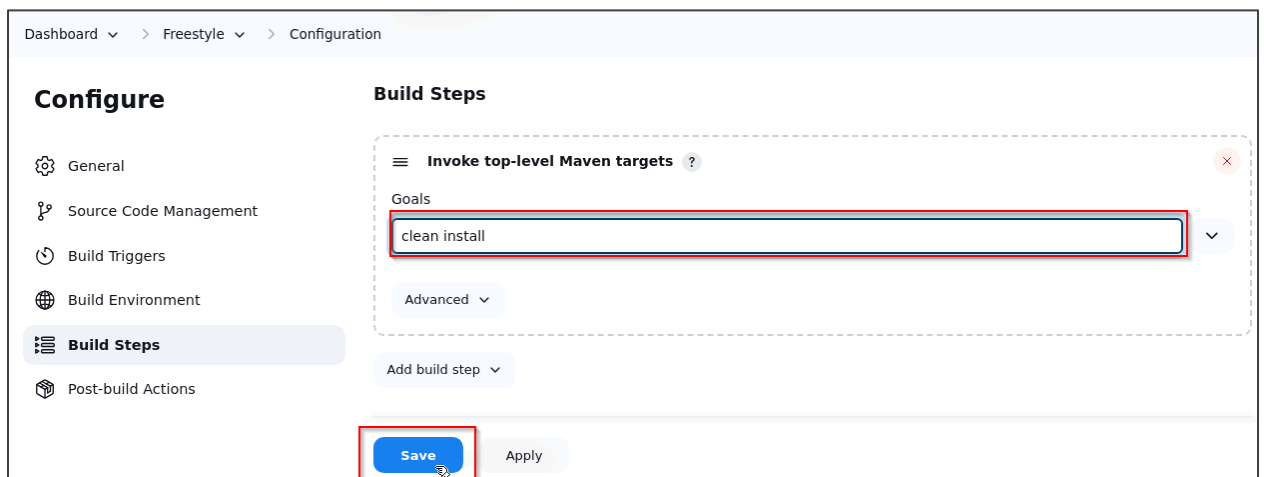 Dashboard Freestyle Configuration
Configure
General
Source Code Management
Build Triggers
Build Environment
Build Steps
Post-build Actions
Build Steps
Invoke top-level Maven targets ?
Goals
clean install
Advanced
Add build step
Save Apply